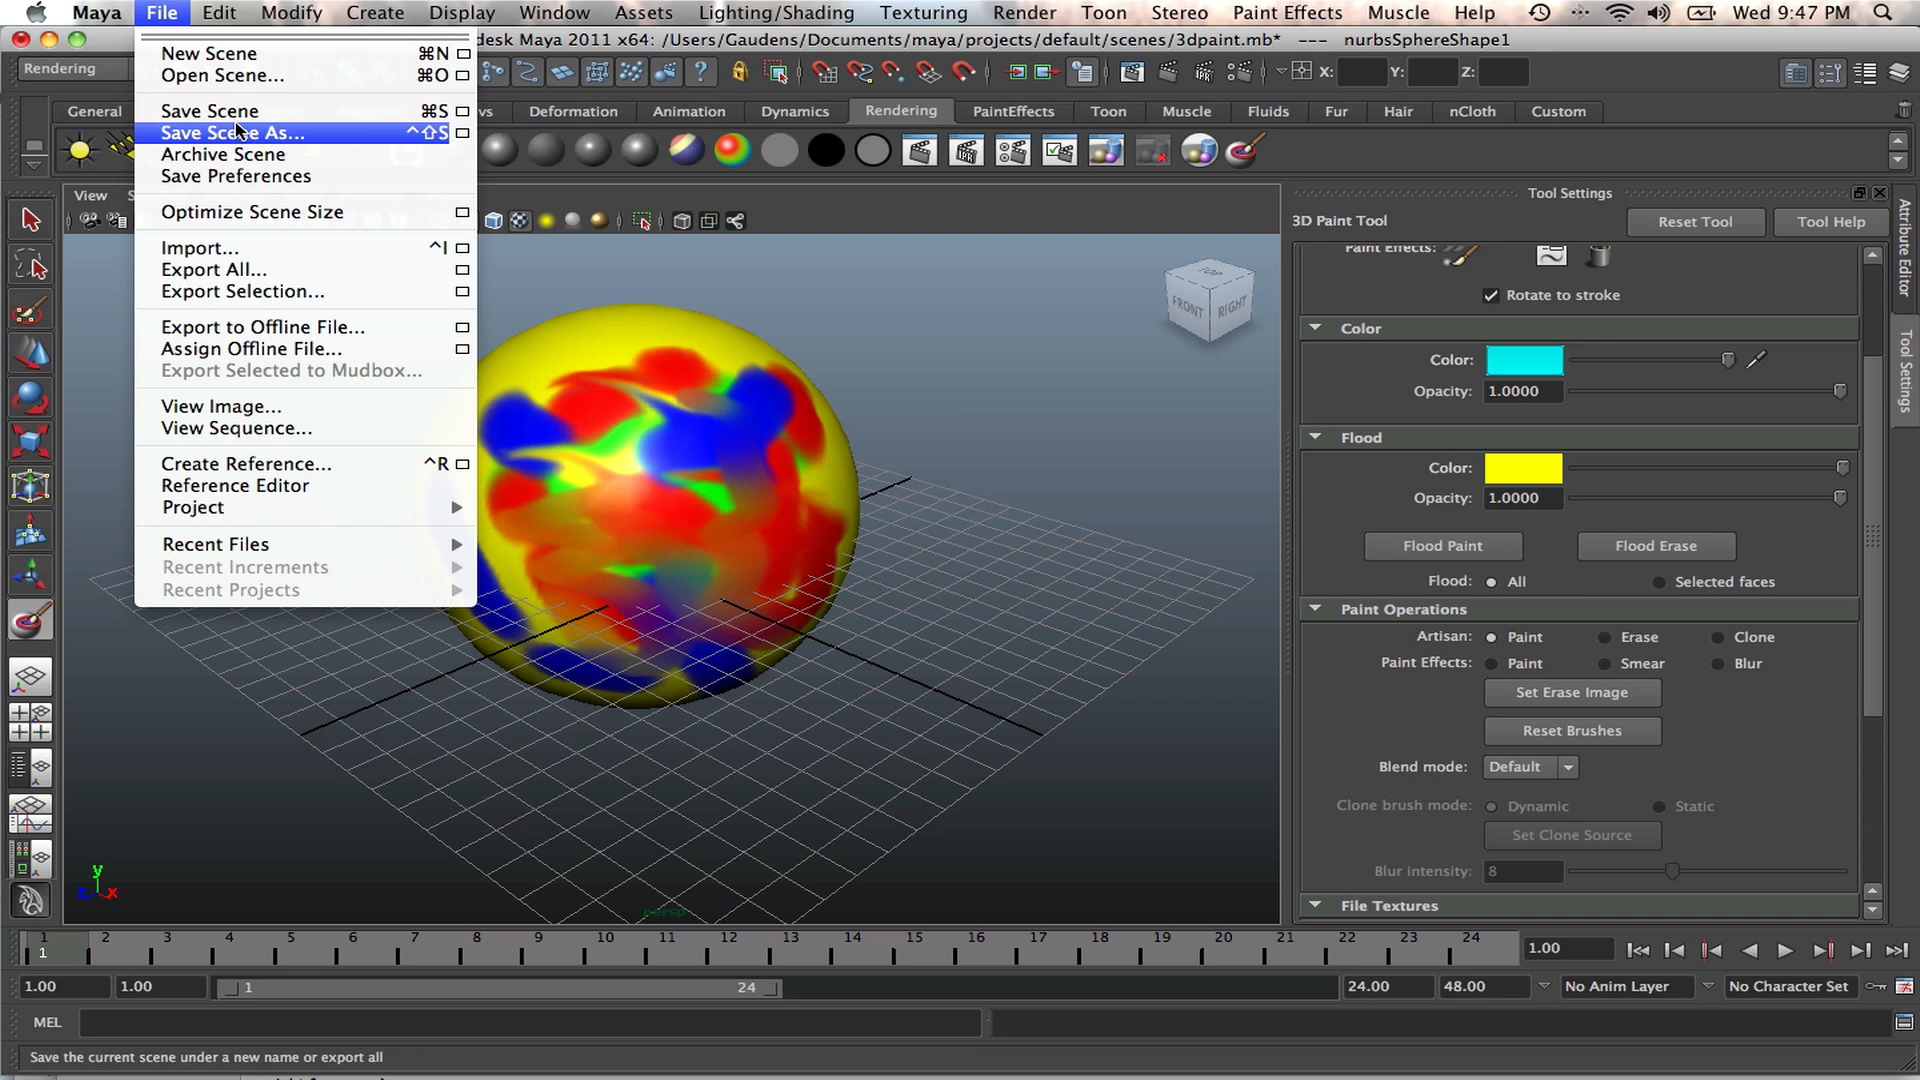 Maya File Edit Modify Create Display Window Assets Lighting/Shading Texturing Render Toon Stereo Paint Effects Muscle Help Wed 9:47 PM
desk Maya 2011 x64: /Users/Gaudens/Documents/maya/projects/default/scenes/3dpaint.mb* --- nurbsSphereShape1
Rendering
X: Y: Z:
General
vs Deformation Animation Dynamics Rendering PaintEffects Toon Muscle Fluids Fur Hair nCloth Custom
New Scene ⌘N
Open Scene... ⌘O
Save Scene ⌘S
Save Scene As... ^⇧S
Archive Scene
Save Preferences
Optimize Scene Size
Import... ^I
Export All...
Export Selection...
Export to Offline File...
Assign Offline File...
Export Selected to Mudbox...
View Image...
View Sequence...
Create Reference... ^R
Reference Editor
Project
Recent Files
Recent Increments
Recent Projects
View S
TOP
FRONT RIGHT
y
z x
persp
Tool Settings
3D Paint Tool Reset Tool Tool Help
Paint Effects:
Rotate to stroke
Color
Color:
Opacity: 1.0000
Flood
Color:
Opacity: 1.0000
Flood Paint Flood Erase
Flood: All Selected faces
Paint Operations
Artisan: Paint Erase Clone
Paint Effects: Paint Smear Blur
Set Erase Image
Reset Brushes
Blend mode: Default
Clone brush mode: Dynamic Static
Set Clone Source
Blur intensity: 8
File Textures
Attribute Editor
Tool Settings
1 2 3 4 5 6 7 8 9 10 11 12 13 14 15 16 17 18 19 20 21 22 23 24
1 1.00
1.00 1.00 1 24 24.00 48.00 No Anim Layer No Character Set
MEL
Save the current scene under a new name or export all